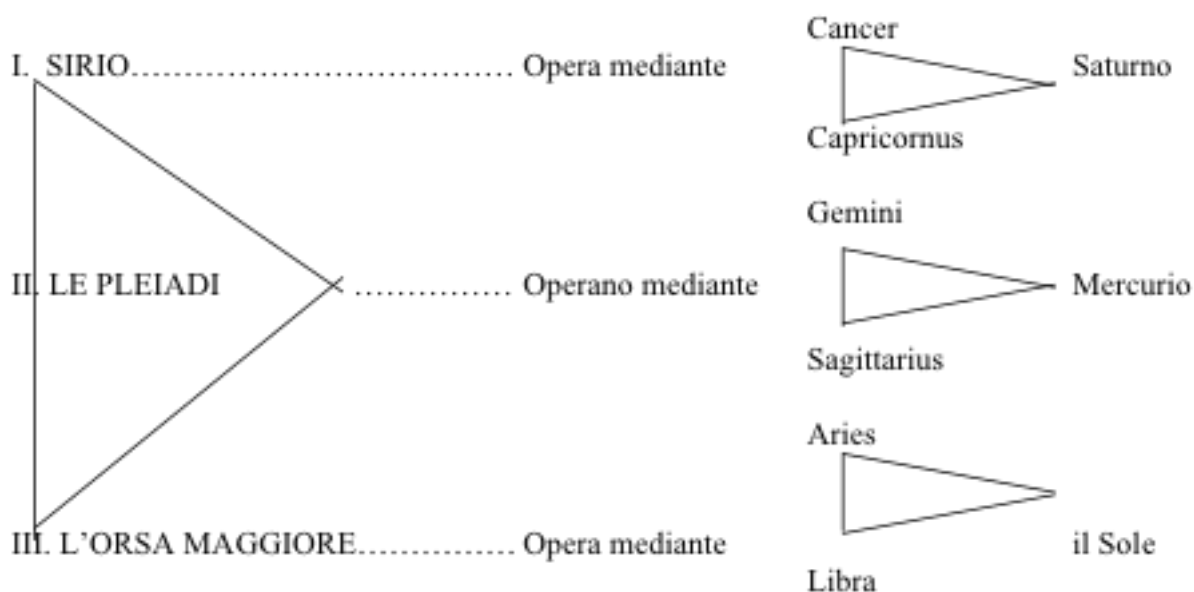 Cancer
I. SIRIO.................................... Opera mediante Saturno
Capricornus
Gemini
II. LE PLEIADI ............... Operano mediante Mercurio
Sagittarius
Aries
III. L’ORSA MAGGIORE............... Opera mediante il Sole
Libra